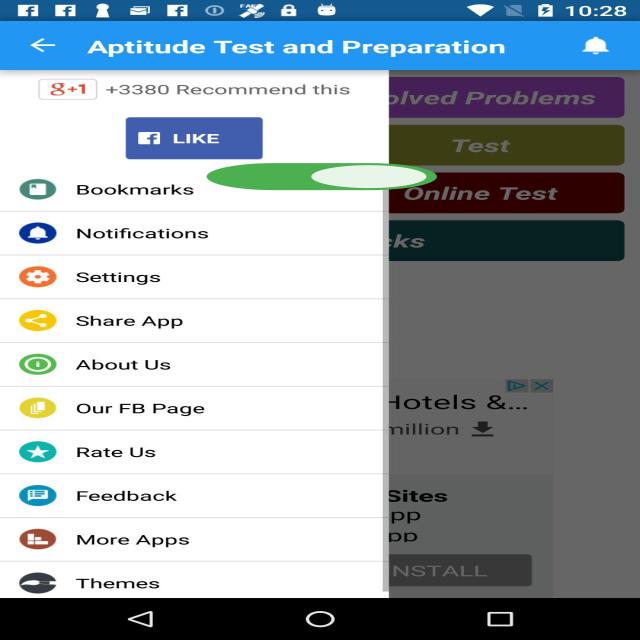 10:28
Aptitude Test and Preparation
g+1 +3380 Recommend this
LIKE
olved Problems
Test
Online Test
cks
Bookmarks
Notifications
Settings
Share App
About Us
Our FB Page
Rate Us
Feedback
More Apps
Themes
Hotels &...
million
Sites
pp
pp
NSTALL